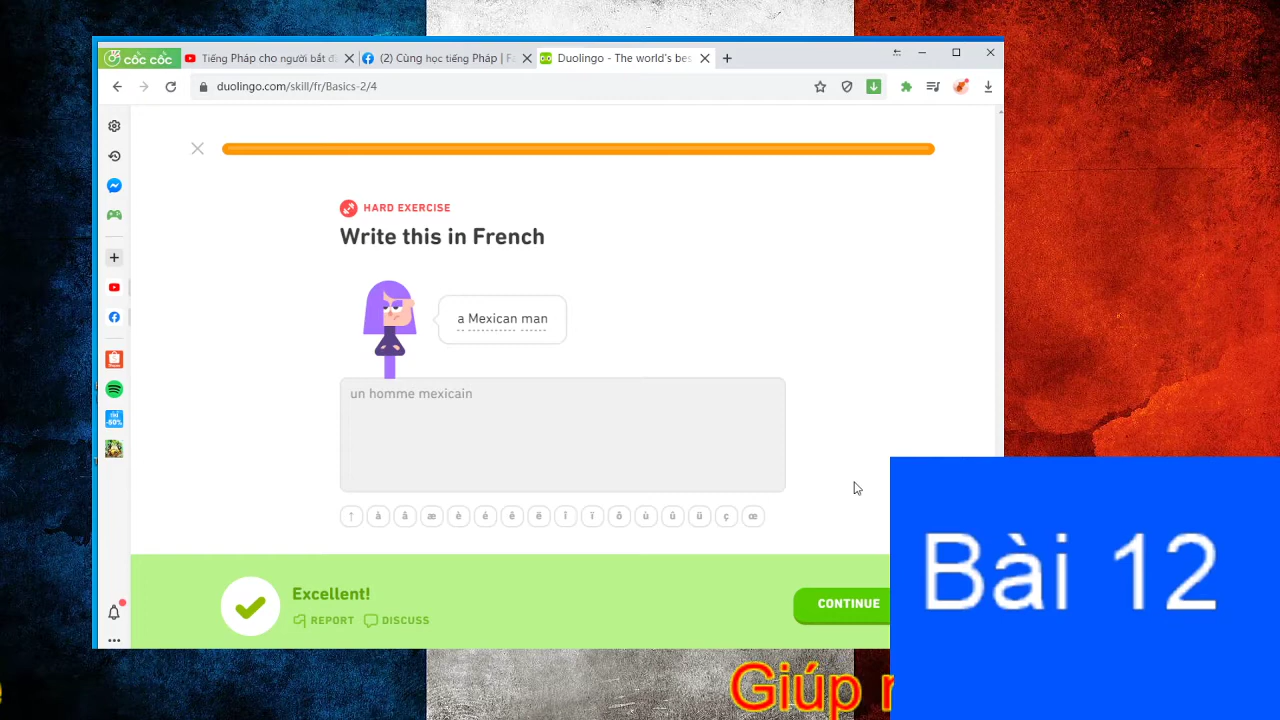 cốc cốc
Tiếng Pháp cho người bắt đ
(2) Cùng học tiếng Pháp | F
Duolingo - The world's bes
duolingo.com/skill/fr/Basics-2/4
HARD EXERCISE
Write this in French
a Mexican man
un homme mexicain
↑ à â æ è é ê ë î ï ô ù û ü ç œ
Excellent!
REPORT DISCUSS
CONTINUE
-50%
Bài 12
Giúp